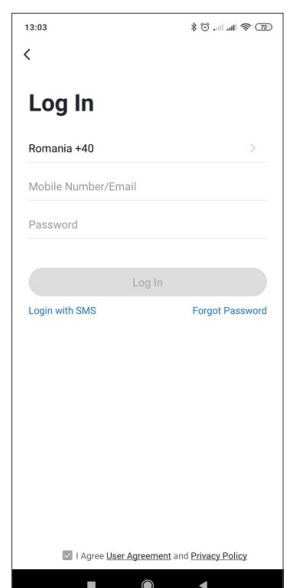 13:03 72
Log In
Romania +40
Mobile Number/Email
Password
Log In
Login with SMS Forgot Password
I Agree User Agreement and Privacy Policy